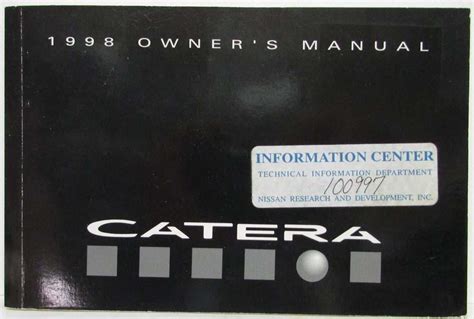 1998 OWNER'S MANUAL
INFORMATION CENTER
TECHNICAL INFORMATION DEPARTMENT
100997
NISSAN RESEARCH AND DEVELOPMENT, INC.
CATERA